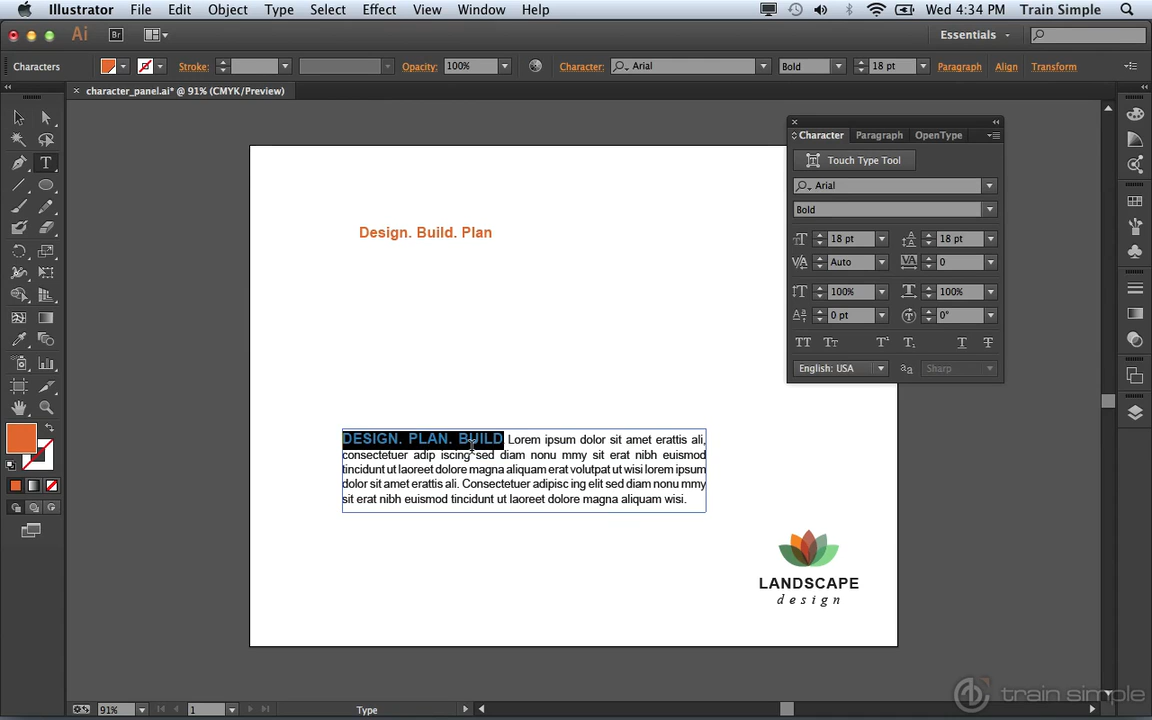 Illustrator File Edit Object Type Select Effect View Window Help Wed 4:34 PM Train Simple
Ai Br Essentials
Characters Stroke: Opacity: 100% Character: Arial Bold 18 pt Paragraph Align Transform
× character_panel.ai* @ 91% (CMYK/Preview)
Character Paragraph OpenType
Touch Type Tool
Arial
Bold
18 pt 18 pt
Auto 0
100% 100%
0 pt 0°
English: USA Sharp
Design. Build. Plan
DESIGN. PLAN. BUILD. Lorem ipsum dolor sit amet erattis ali,
consectetuer adip iscing sed diam nonu mmy sit erat nibh euismod
tincidunt ut laoreet dolore magna aliquam erat volutpat ut wisi lorem ipsum
dolor sit amet erattis ali. Consectetuer adipisc ing elit sed diam nonu mmy
sit erat nibh euismod tincidunt ut laoreet dolore magna aliquam wisi.
LANDSCAPE
design
91% 1 Type
train simple